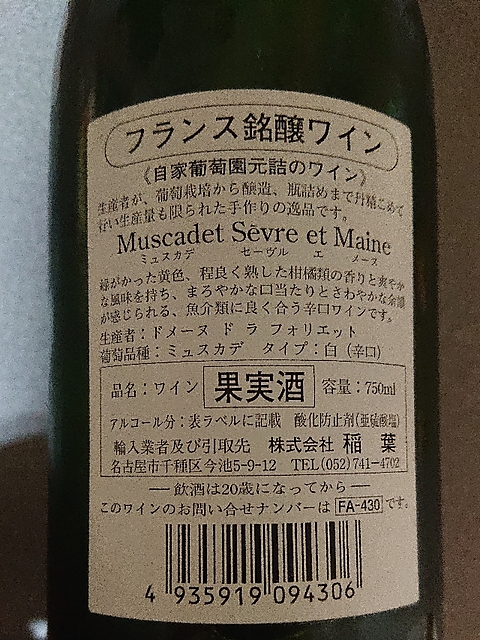 フランス銘醸ワイン
《自家葡萄園元詰のワイン》
生産者が、葡萄栽培から醸造、瓶詰めまで丹精こめて
行い生産量も限られた手作りの逸品です。
Muscadet Sèvre et Maine
ミュスカデ セーヴル エ メーヌ
緑がかった黄色、程良く熟した柑橘類の香りと爽やか
な風味を持ち、まろやかな口当たりとさわやかな余韻
が感じられる、魚介類に良く合う辛口ワインです。
生産者：ドメーヌ ド ラ フォリエット
葡萄品種：ミュスカデ タイプ：白（辛口）
品名：ワイン 果実酒 容量：750ml
アルコール分：表ラベルに記載 酸化防止剤（亜硫酸塩）
輸入業者及び引取先 株式会社 稲葉
名古屋市千種区今池5-9-12 TEL(052)741-4702
―飲酒は20歳になってから―
このワインのお問い合せナンバーは FA-430 です。
4 935919 094306